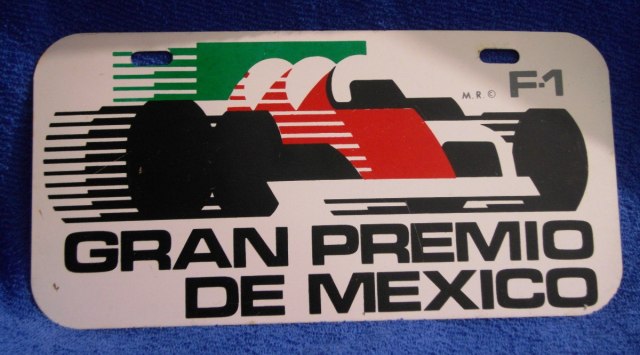 M.R.© F-1
GRAN PREMIO
DE MEXICO